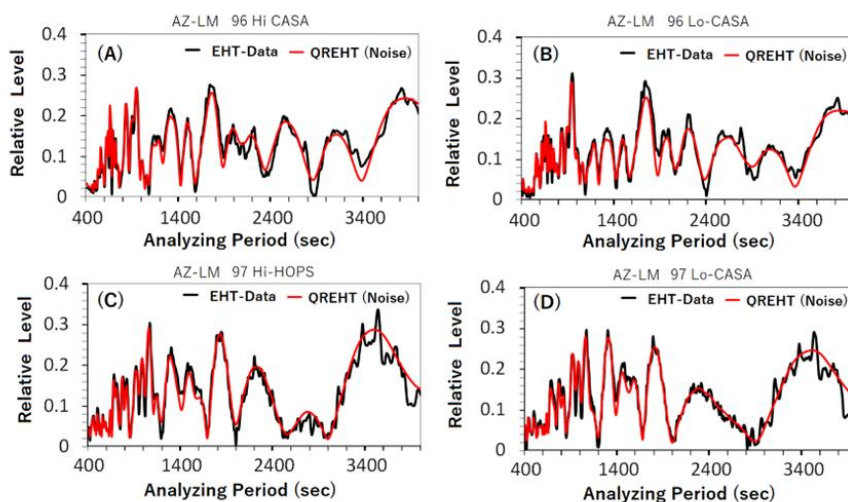 AZ-LM 96 Hi CASA
(A)
EHT-Data QREHT (Noise)
Relative Level
0.4
0.3
0.2
0.1
0
400 1400 2400 3400
Analyzing Period (sec)
AZ-LM 96 Lo-CASA
(B)
EHT-Data QREHT (Noise)
Relative Level
0.4
0.3
0.2
0.1
0
400 1400 2400 3400
Analyzing Period (sec)
AZ-LM 97 Hi-HOPS
(C)
EHT-Data QREHT (Noise)
Relative Level
0.4
0.3
0.2
0.1
0
400 1400 2400 3400
Analyzing Period (sec)
AZ-LM 97 Lo-CASA
(D)
EHT-Data QREHT (Noise)
Relative Level
0.4
0.3
0.2
0.1
0
400 1400 2400 3400
Analyzing Period (sec)